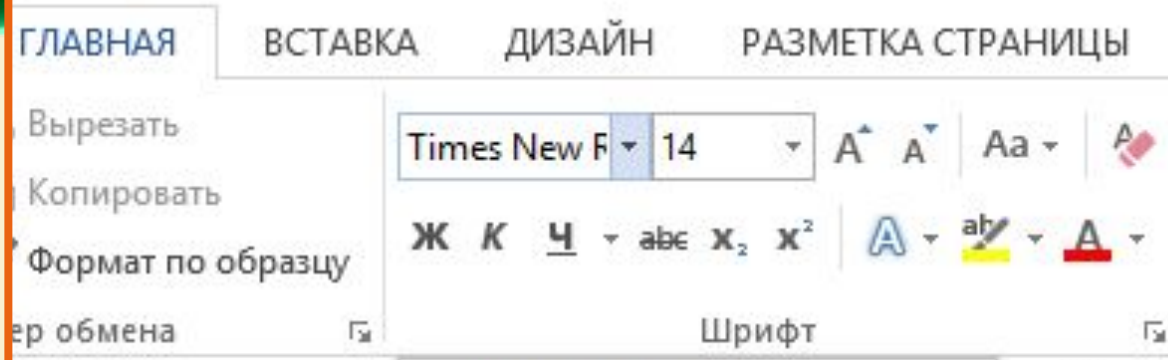 ГЛАВНАЯ ВСТАВКА ДИЗАЙН РАЗМЕТКА СТРАНИЦЫ
Вырезать
Копировать
Формат по образцу
ер обмена
Times New R 14 А А Аа А
Ж К Ч abc X₂ X² А ab А
Шрифт